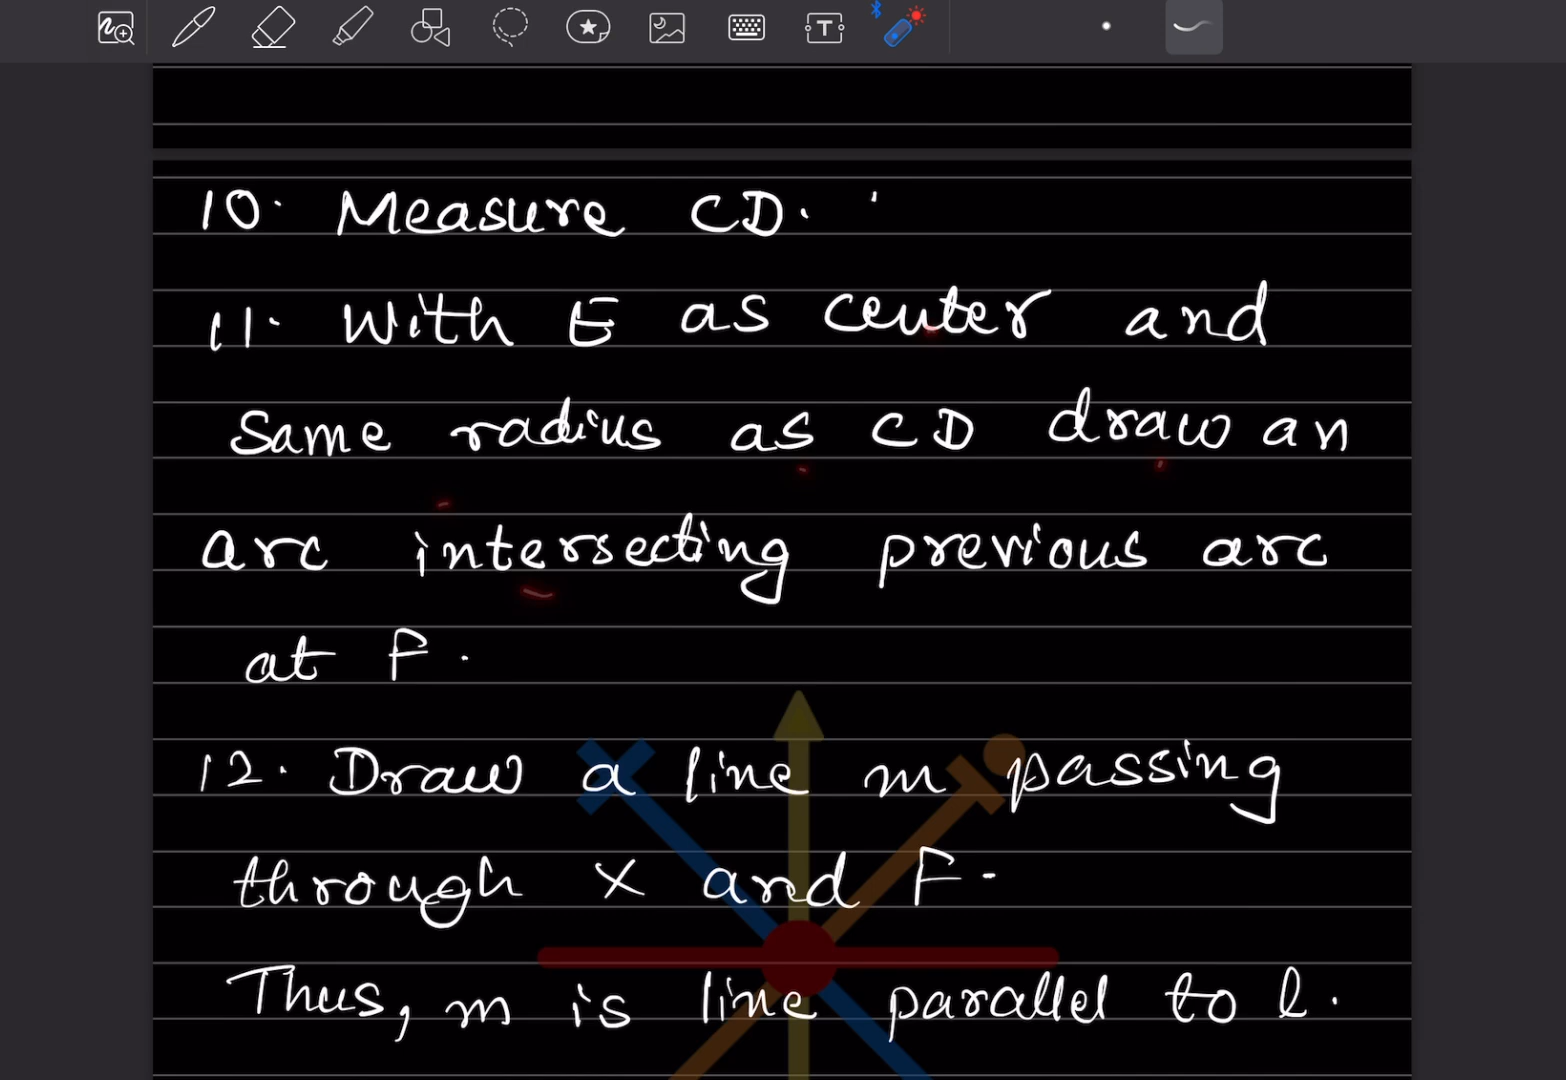 10. Measure CD.
11. With E as center and
Same radius as CD draw an
arc intersecting previous arc
at F.
12. Draw a line m passing
through X and F.
Thus, m is line parallel to l.